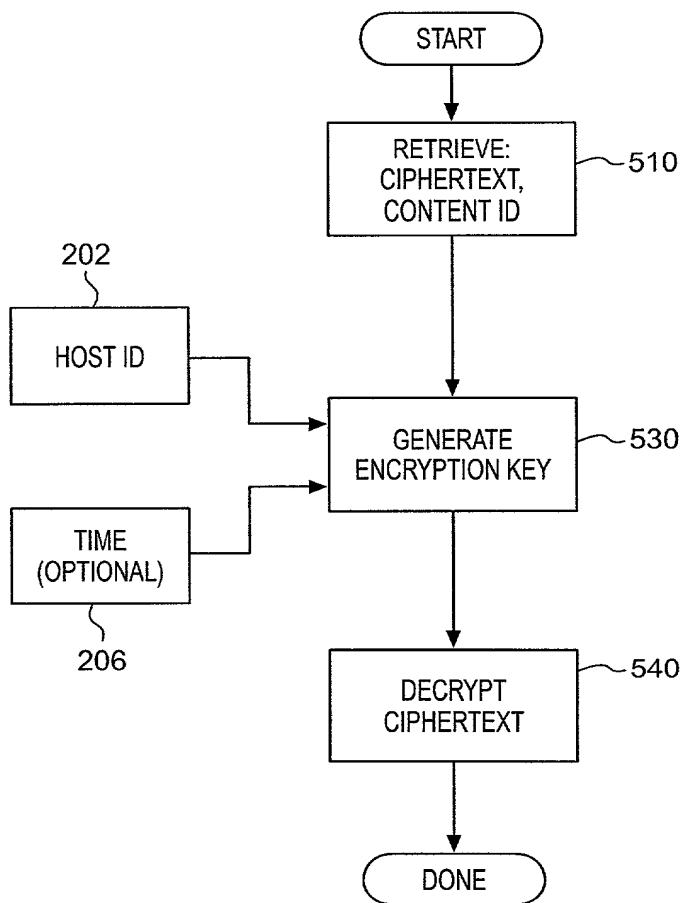 START
RETRIEVE:
CIPHERTEXT,
CONTENT ID
510
202
HOST ID
GENERATE
ENCRYPTION KEY
530
TIME
(OPTIONAL)
206
DECRYPT
CIPHERTEXT
540
DONE